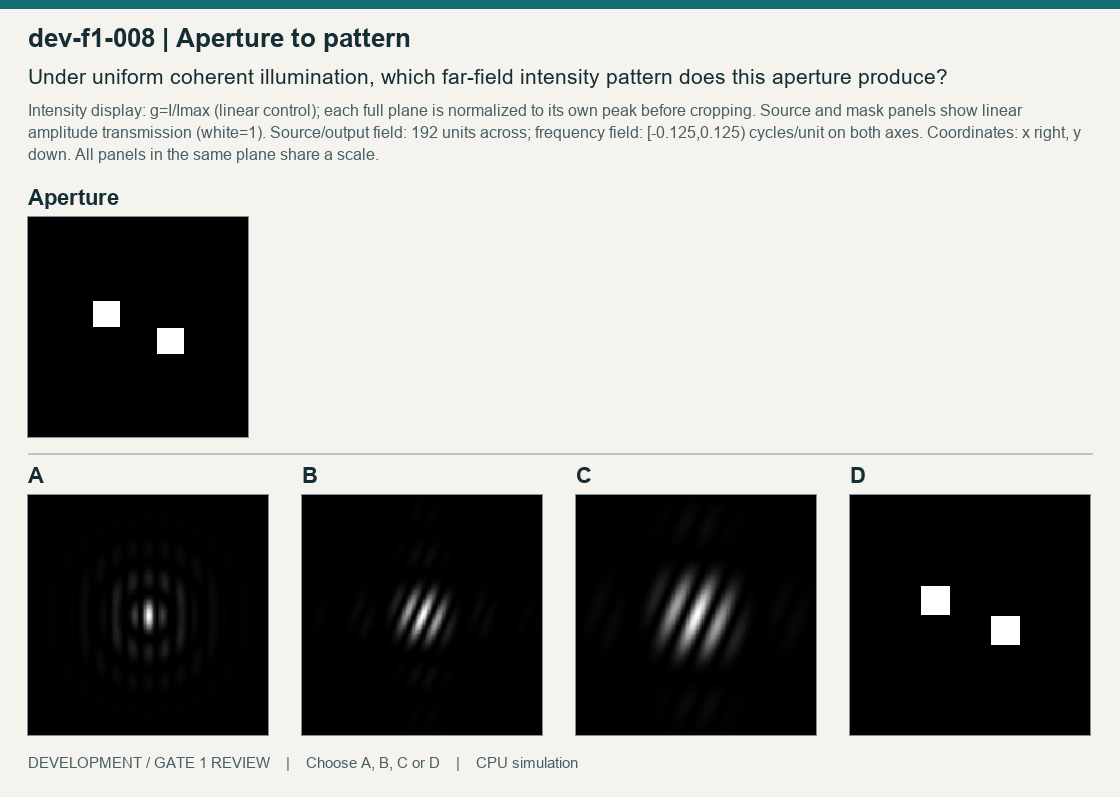 dev-f1-008 | Aperture to pattern
Under uniform coherent illumination, which far-field intensity pattern does this aperture produce?
Intensity display: g=I/Imax (linear control); each full plane is normalized to its own peak before cropping. Source and mask panels show linear
amplitude transmission (white=1). Source/output field: 192 units across; frequency field: [-0.125,0.125) cycles/unit on both axes. Coordinates: x right, y
down. All panels in the same plane share a scale.
Aperture
A B C D
DEVELOPMENT / GATE 1 REVIEW | Choose A, B, C or D | CPU simulation